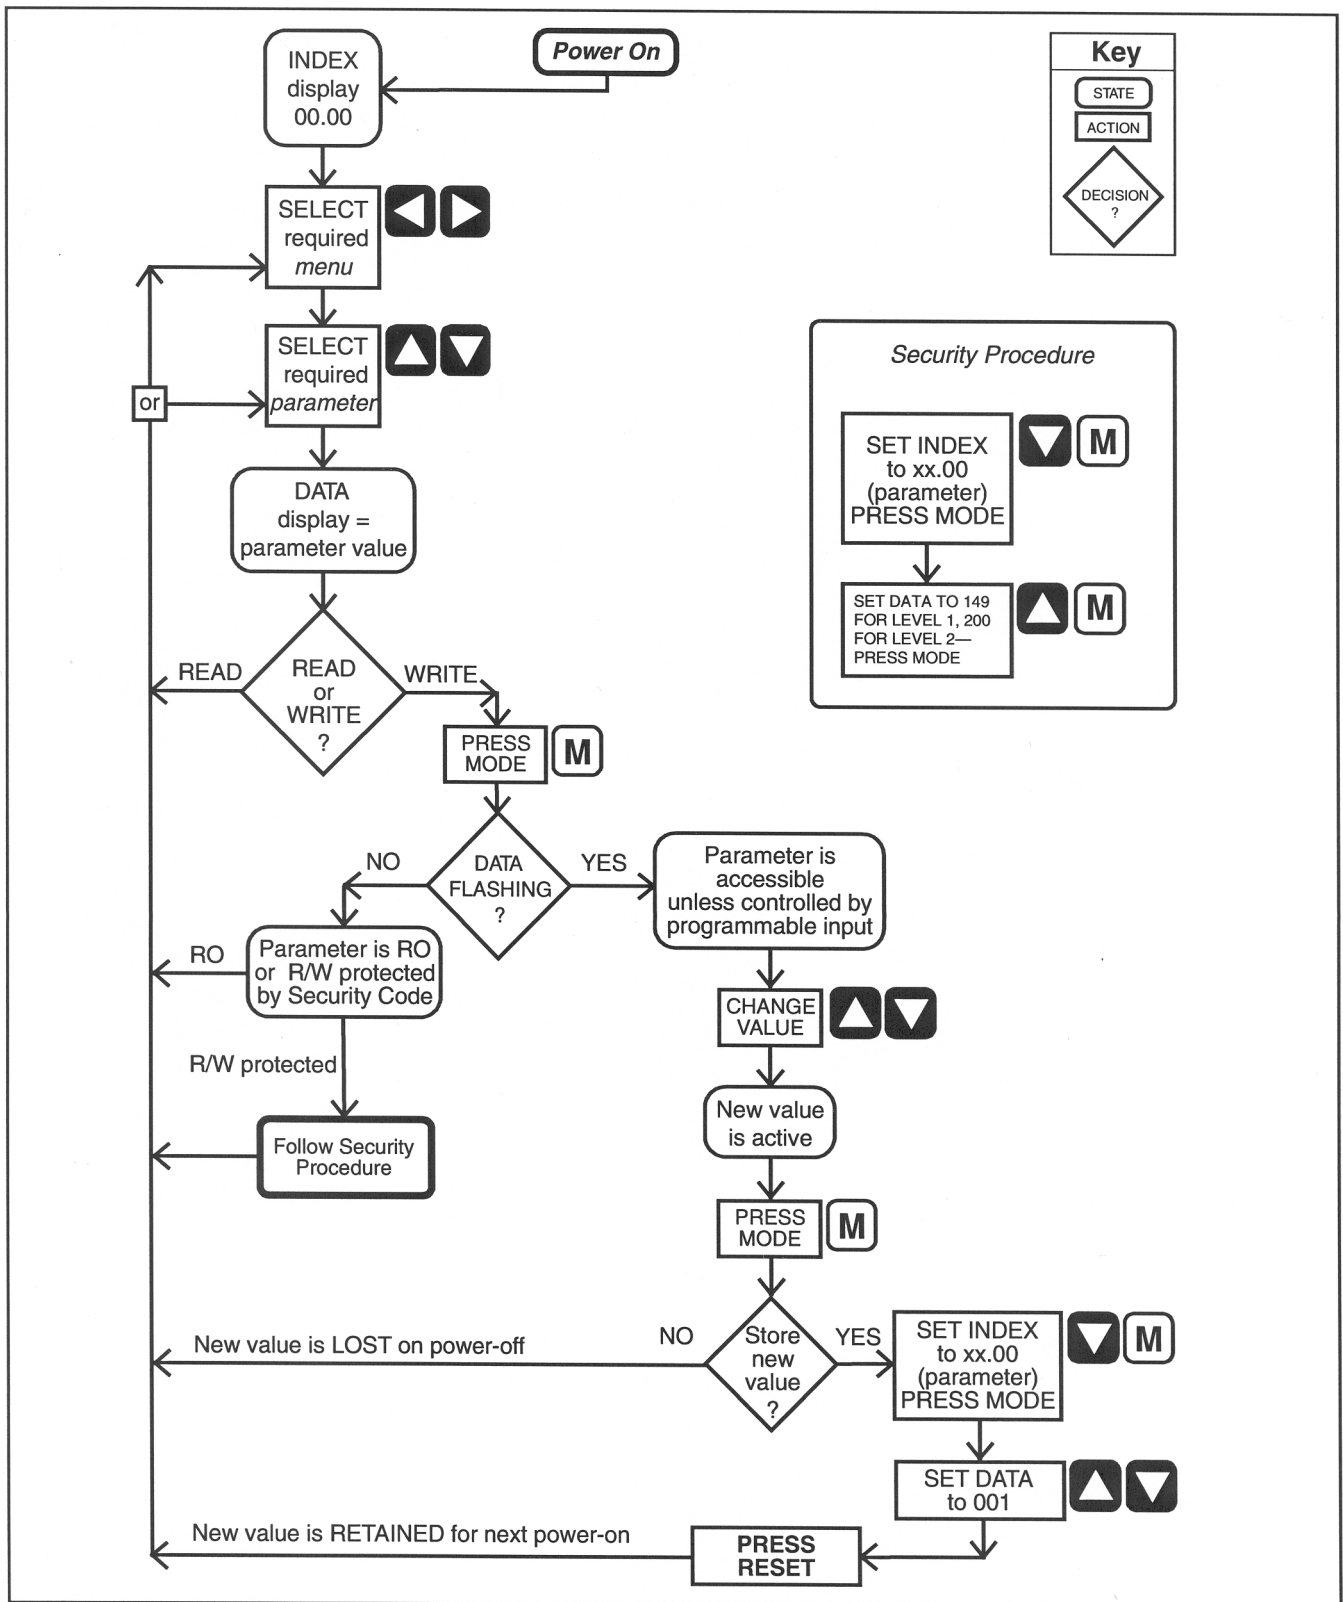 Power On
INDEX
display
00.00
Key
STATE
ACTION
DECISION
?
SELECT
required
menu
SELECT
required
parameter
or
DATA
display =
parameter value
Security Procedure
SET INDEX
to xx.00
(parameter)
PRESS MODE
M
SET DATA TO 149
FOR LEVEL 1, 200
FOR LEVEL 2—
PRESS MODE
M
READ
READ
or
WRITE
?
WRITE
PRESS
MODE
M
NO
DATA
FLASHING
?
YES
Parameter is
accessible
unless controlled by
programmable input
RO
Parameter is RO
or R/W protected
by Security Code
CHANGE
VALUE
R/W protected
New value
is active
Follow Security
Procedure
PRESS
MODE
M
New value is LOST on power-off
NO
Store
new
value
?
YES
SET INDEX
to xx.00
(parameter)
PRESS MODE
M
SET DATA
to 001
New value is RETAINED for next power-on
PRESS
RESET